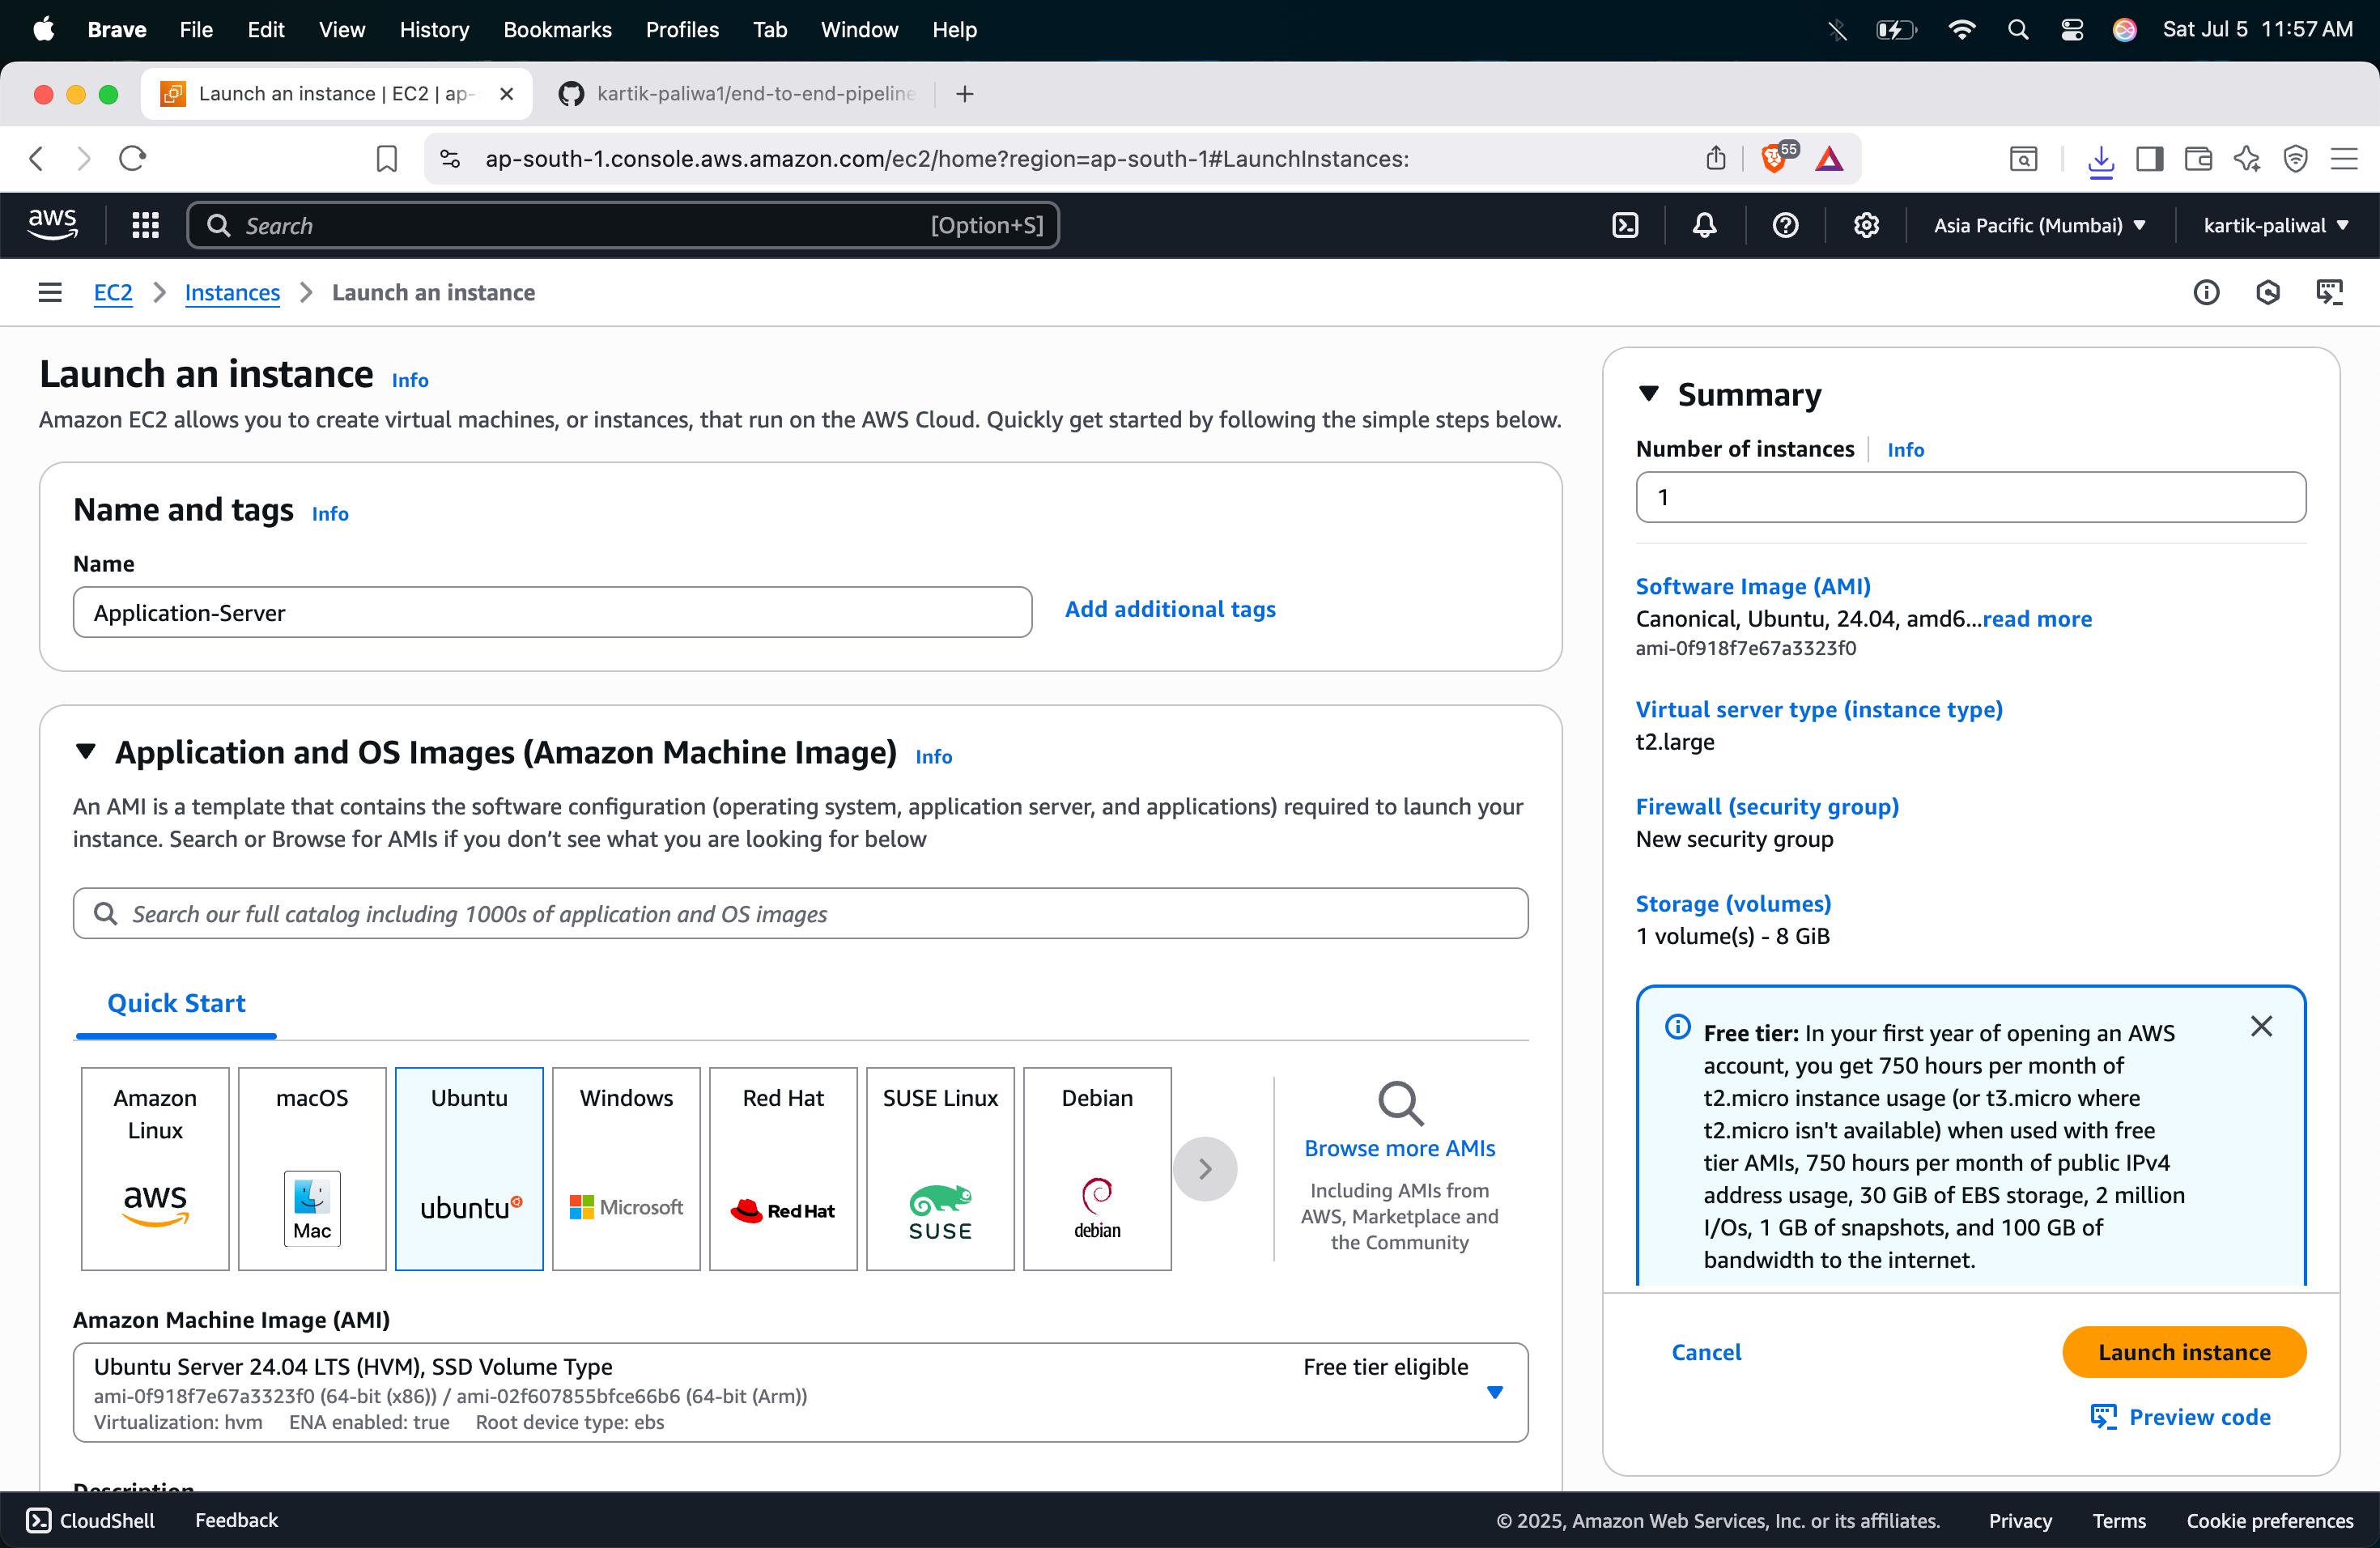 Brave File Edit View History Bookmarks Profiles Tab Window Help Sat Jul 5 11:57 AM
Launch an instance | EC2 | ap- kartik-paliwa1/end-to-end-pipeline
ap-south-1.console.aws.amazon.com/ec2/home?region=ap-south-1#LaunchInstances: 55
aws Search [Option+S] Asia Pacific (Mumbai) kartik-paliwal
EC2 Instances Launch an instance
Launch an instance Info
Amazon EC2 allows you to create virtual machines, or instances, that run on the AWS Cloud. Quickly get started by following the simple steps below.
Name and tags Info
Name
Application-Server
Add additional tags
Application and OS Images (Amazon Machine Image) Info
An AMI is a template that contains the software configuration (operating system, application server, and applications) required to launch your
instance. Search or Browse for AMIs if you don’t see what you are looking for below
Search our full catalog including 1000s of application and OS images
Quick Start
Amazon
Linux
aws
macOS
Mac
Ubuntu
ubuntu
Windows
Microsoft
Red Hat
Red Hat
SUSE Linux
SUSE
Debian
debian
Browse more AMIs
Including AMIs from
AWS, Marketplace and
the Community
Amazon Machine Image (AMI)
Ubuntu Server 24.04 LTS (HVM), SSD Volume Type Free tier eligible
ami-0f918f7e67a3323f0 (64-bit (x86)) / ami-02f607855bfce66b6 (64-bit (Arm))
Virtualization: hvm ENA enabled: true Root device type: ebs
Description
Summary
Number of instances Info
1
Software Image (AMI)
Canonical, Ubuntu, 24.04, amd6...read more
ami-0f918f7e67a3323f0
Virtual server type (instance type)
t2.large
Firewall (security group)
New security group
Storage (volumes)
1 volume(s) - 8 GiB
Free tier: In your first year of opening an AWS
account, you get 750 hours per month of
t2.micro instance usage (or t3.micro where
t2.micro isn't available) when used with free
tier AMIs, 750 hours per month of public IPv4
address usage, 30 GiB of EBS storage, 2 million
I/Os, 1 GB of snapshots, and 100 GB of
bandwidth to the internet.
Cancel Launch instance
Preview code
CloudShell Feedback © 2025, Amazon Web Services, Inc. or its affiliates. Privacy Terms Cookie preferences